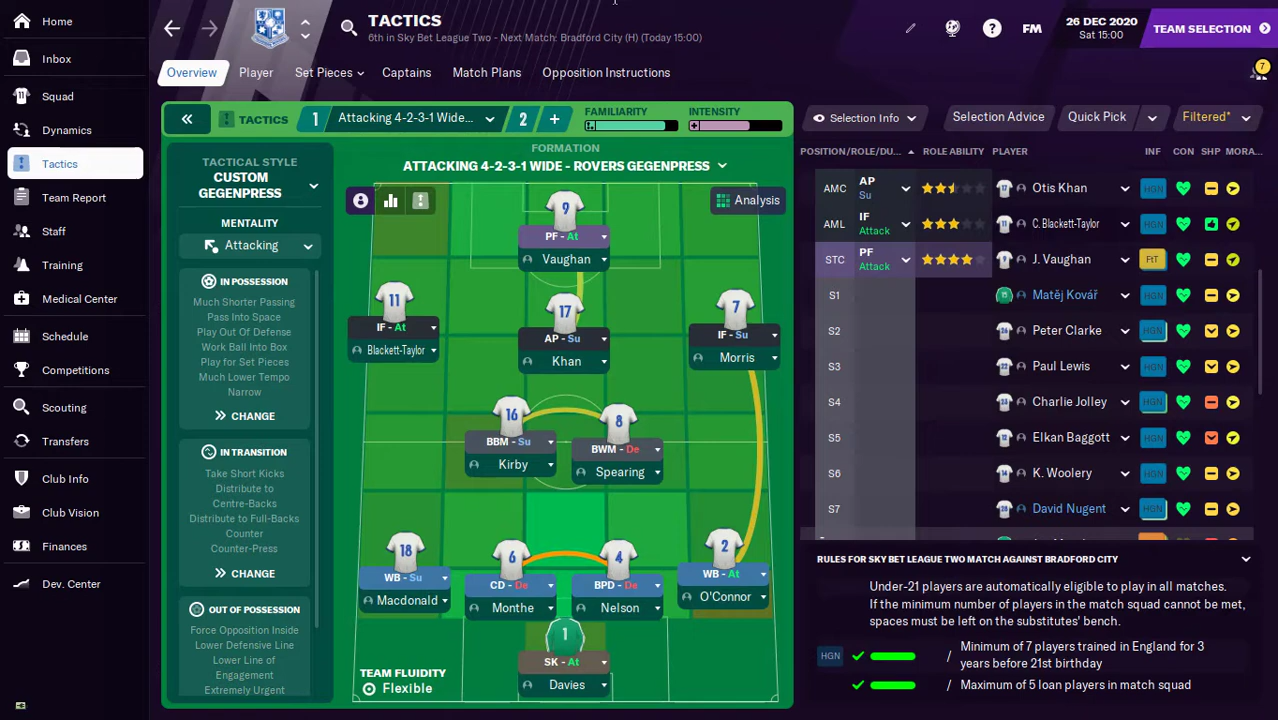 Home
Inbox
Squad
Dynamics
Tactics
Team Report
Staff
Training
Medical Center
Schedule
Competitions
Scouting
Transfers
Club Info
Club Vision
Finances
Dev. Center
TACTICS
6th in Sky Bet League Two - Next Match: Bradford City (H) (Today 15:00)
FM
26 DEC 2020
Sat 15:00
TEAM SELECTION
7
Overview
Player
Set Pieces
Captains
Match Plans
Opposition Instructions
TACTICS
1
Attacking 4-2-3-1 Wide...
2
FAMILIARITY
INTENSITY
TACTICAL STYLE
CUSTOM
GEGENPRESS
MENTALITY
Attacking
IN POSSESSION
Much Shorter Passing
Pass Into Space
Play Out Of Defense
Work Ball Into Box
Play for Set Pieces
Much Lower Tempo
Narrow
CHANGE
IN TRANSITION
Take Short Kicks
Distribute to
Centre-Backs
Distribute to Full-Backs
Counter
Counter-Press
CHANGE
OUT OF POSSESSION
Force Opposition Inside
Lower Defensive Line
Lower Line of
Engagement
Extremely Urgent
FORMATION
ATTACKING 4-2-3-1 WIDE - ROVERS GEGENPRESS
Analysis
9
PF - At
Vaughan
11
IF - At
Blackett-Taylor
17
AP - Su
Khan
7
IF - Su
Morris
16
BBM - Su
Kirby
8
BWM - De
Spearing
18
WB - Su
Macdonald
6
CD - De
Monthe
4
BPD - De
Nelson
2
WB - At
O'Connor
1
SK - At
Davies
TEAM FLUIDITY
Flexible
Selection Info
Selection Advice
Quick Pick
Filtered*
POSITION/ROLE/DU... ROLE ABILITY PLAYER INF CON SHP MORA...
AMC AP Su 17 Otis Khan HGN
AML IF Attack 11 C. Blackett-Taylor HGN
STC PF Attack 9 J. Vaughan FtT
S1 Matěj Kovář HGN
S2 26 Peter Clarke HGN
S3 22 Paul Lewis HGN
S4 Charlie Jolley HGN
S5 Elkan Baggott HGN
S6 K. Woolery HGN
S7 David Nugent HGN
RULES FOR SKY BET LEAGUE TWO MATCH AGAINST BRADFORD CITY
Under-21 players are automatically eligible to play in all matches.
If the minimum number of players in the match squad cannot be met,
spaces must be left on the substitutes' bench.
HGN / Minimum of 7 players trained in England for 3
years before 21st birthday
/ Maximum of 5 loan players in match squad